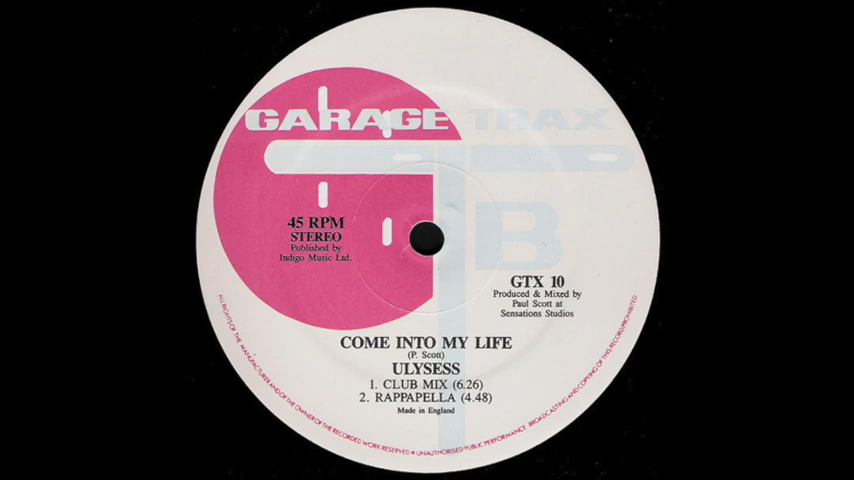 GARAGE TRAX
B
45 RPM
STEREO
Published by
Indigo Music Ltd.
GTX 10
Produced & Mixed by
Paul Scott at
Sensations Studios
COME INTO MY LIFE
(P. Scott)
ULYSESS
1. CLUB MIX (6.26)
2. RAPPAPELLA (4.48)
Made in England
ALL RIGHTS OF THE MANUFACTURER AND OF THE OWNER OF THE RECORDED WORK RESERVED • UNAUTHORISED PUBLIC PERFORMANCE BROADCASTING AND COPYING OF THIS RECORD PROHIBITED